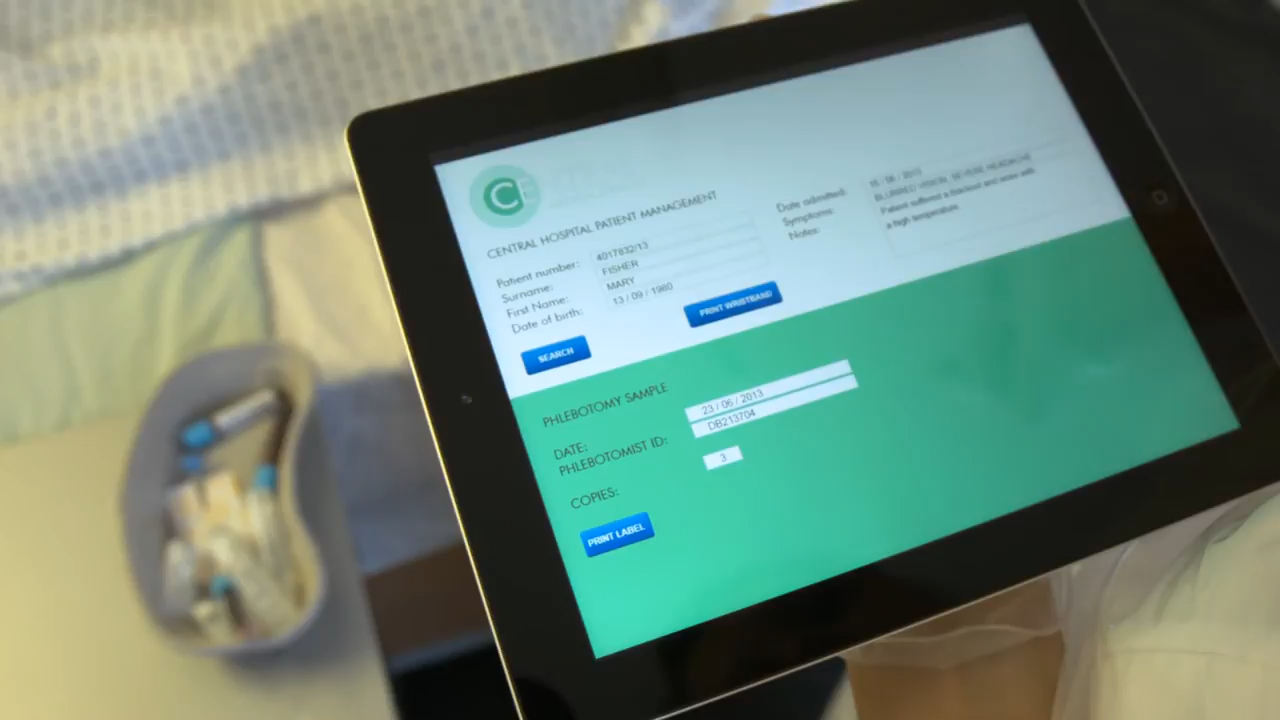 CE
CENTRAL HOSPITAL PATIENT MANAGEMENT
Patient number: 4017832/13
Surname: FISHER
First Name: MARY
Date of birth: 13 / 09 / 1980
SEARCH
PRINT WRISTBAND
Date admitted: / 06 / 2013
Symptoms: BLURRED VISION, SEVERE HEADACHE
Notes: Patient suffered a blackout and woke with
a high temperature
PHLEBOTOMY SAMPLE
DATE: 23 / 06 / 2013
PHLEBOTOMIST ID: DB213704
COPIES: 3
PRINT LABEL